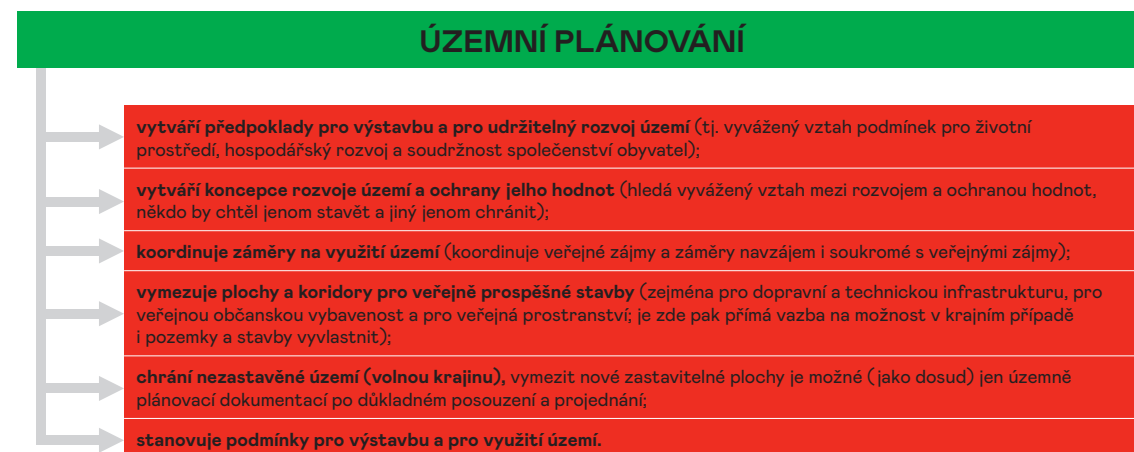 ÚZEMNÍ PLÁNOVÁNÍ
vytváří předpoklady pro výstavbu a pro udržitelný rozvoj území (tj. vyvážený vztah podmínek pro životní
prostředí, hospodářský rozvoj a soudržnost společenství obyvatel);
vytváří koncepce rozvoje území a ochrany jelho hodnot (hledá vyvážený vztah mezi rozvojem a ochranou hodnot,
někdo by chtěl jenom stavět a jiný jenom chránit);
koordinuje záměry na využití území (koordinuje veřejné zájmy a záměry navzájem i soukromé s veřejnými zájmy);
vymezuje plochy a koridory pro veřejně prospěšné stavby (zejména pro dopravní a technickou infrastrukturu, pro
veřejnou občanskou vybavenost a pro veřejná prostranství; je zde pak přímá vazba na možnost v krajním případě
i pozemky a stavby vyvlastnit);
chrání nezastavěné území (volnou krajinu), vymezit nové zastavitelné plochy je možné (jako dosud) jen územně
plánovací dokumentací po důkladném posouzení a projednání;
stanovuje podmínky pro výstavbu a pro využití území.